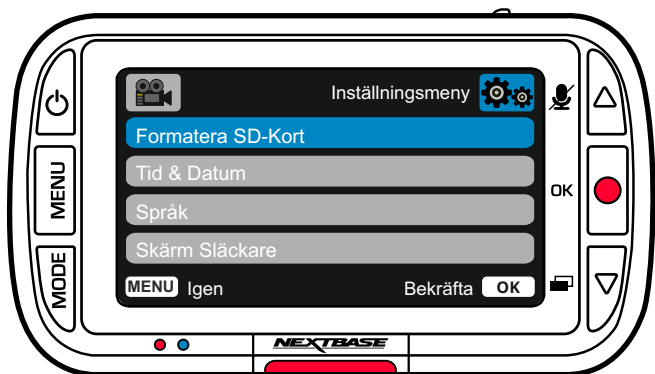 Inställningsmeny
Formatera SD-Kort
Tid & Datum
Språk
Skärm Släckare
MENU Igen Bekräfta OK
MENU
MODE
OK
NEXTBASE